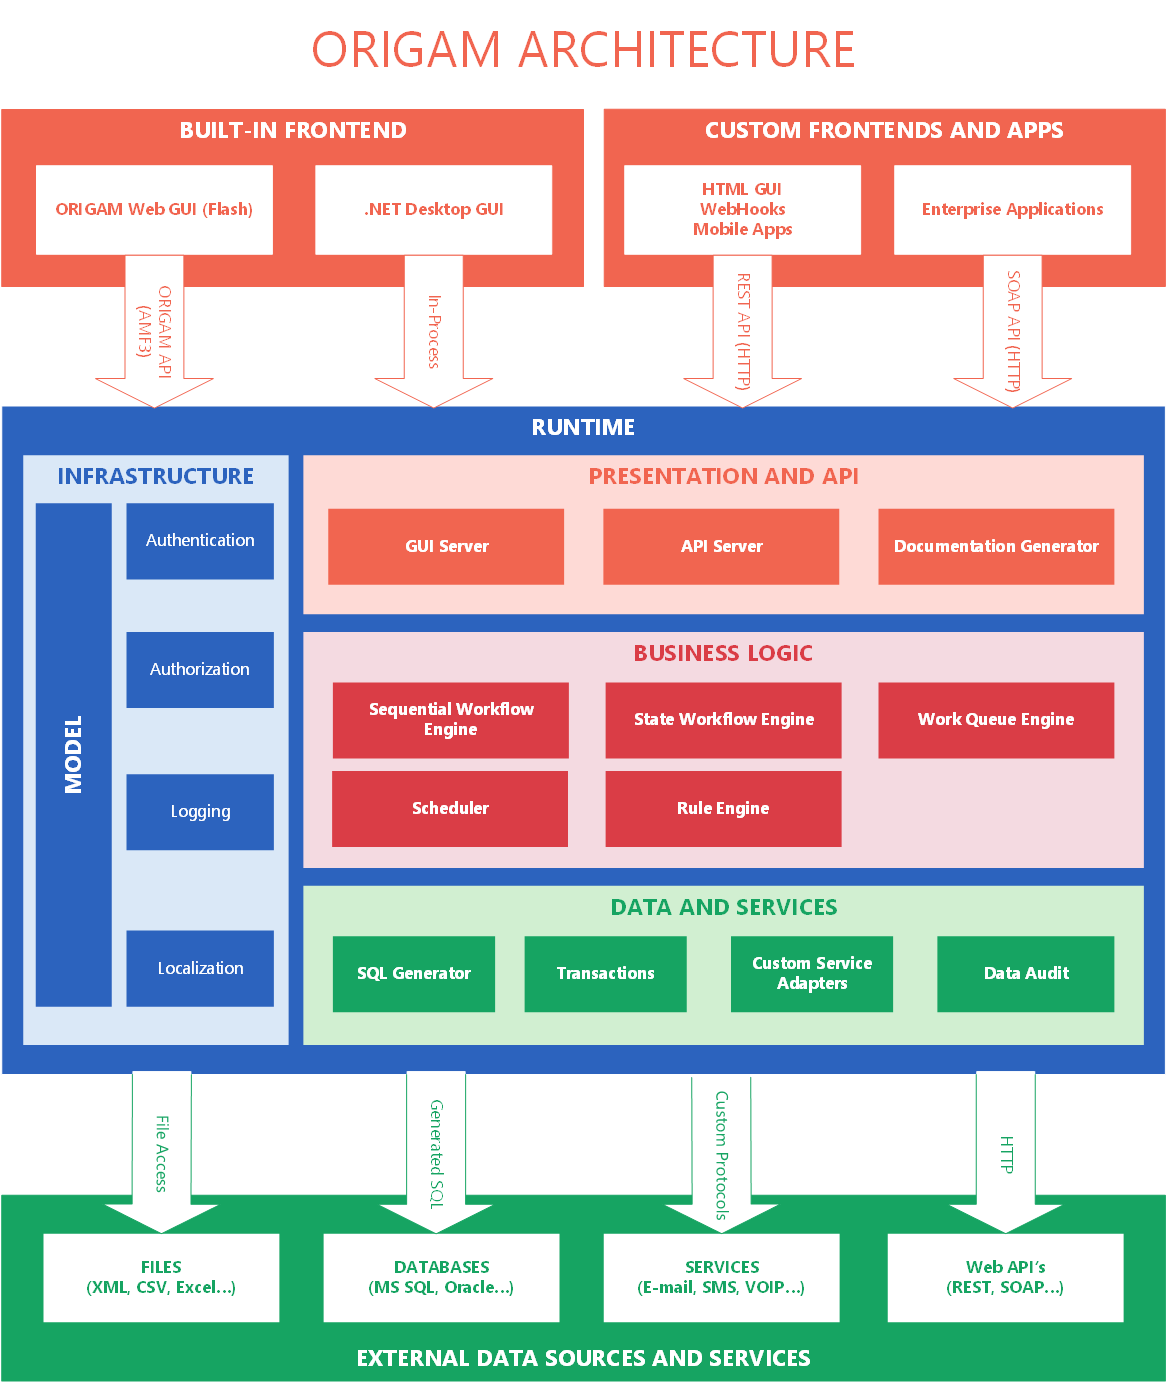 ORIGAM ARCHITECTURE
BUILT-IN FRONTEND
ORIGAM Web GUI (Flash)
.NET Desktop GUI
CUSTOM FRONTENDS AND APPS
HTML GUI
WebHooks
Mobile Apps
Enterprise Applications
ORIGAM API
(AMF3)
In-Process
REST API (HTTP)
SOAP API (HTTP)
RUNTIME
INFRASTRUCTURE
MODEL
Authentication
Authorization
Logging
Localization
PRESENTATION AND API
GUI Server
API Server
Documentation Generator
BUSINESS LOGIC
Sequential Workflow
Engine
State Workflow Engine
Work Queue Engine
Scheduler
Rule Engine
DATA AND SERVICES
SQL Generator
Transactions
Custom Service
Adapters
Data Audit
File Access
Generated SQL
Custom Protocols
HTTP
FILES
(XML, CSV, Excel...)
DATABASES
(MS SQL, Oracle...)
SERVICES
(E-mail, SMS, VOIP...)
Web API's
(REST, SOAP...)
EXTERNAL DATA SOURCES AND SERVICES